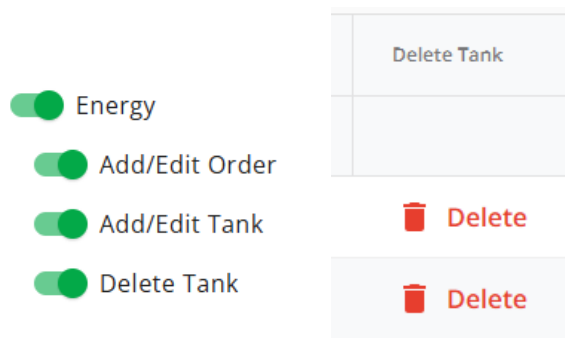 Energy
Add/Edit Order
Add/Edit Tank
Delete Tank
Delete Tank
Delete
Delete